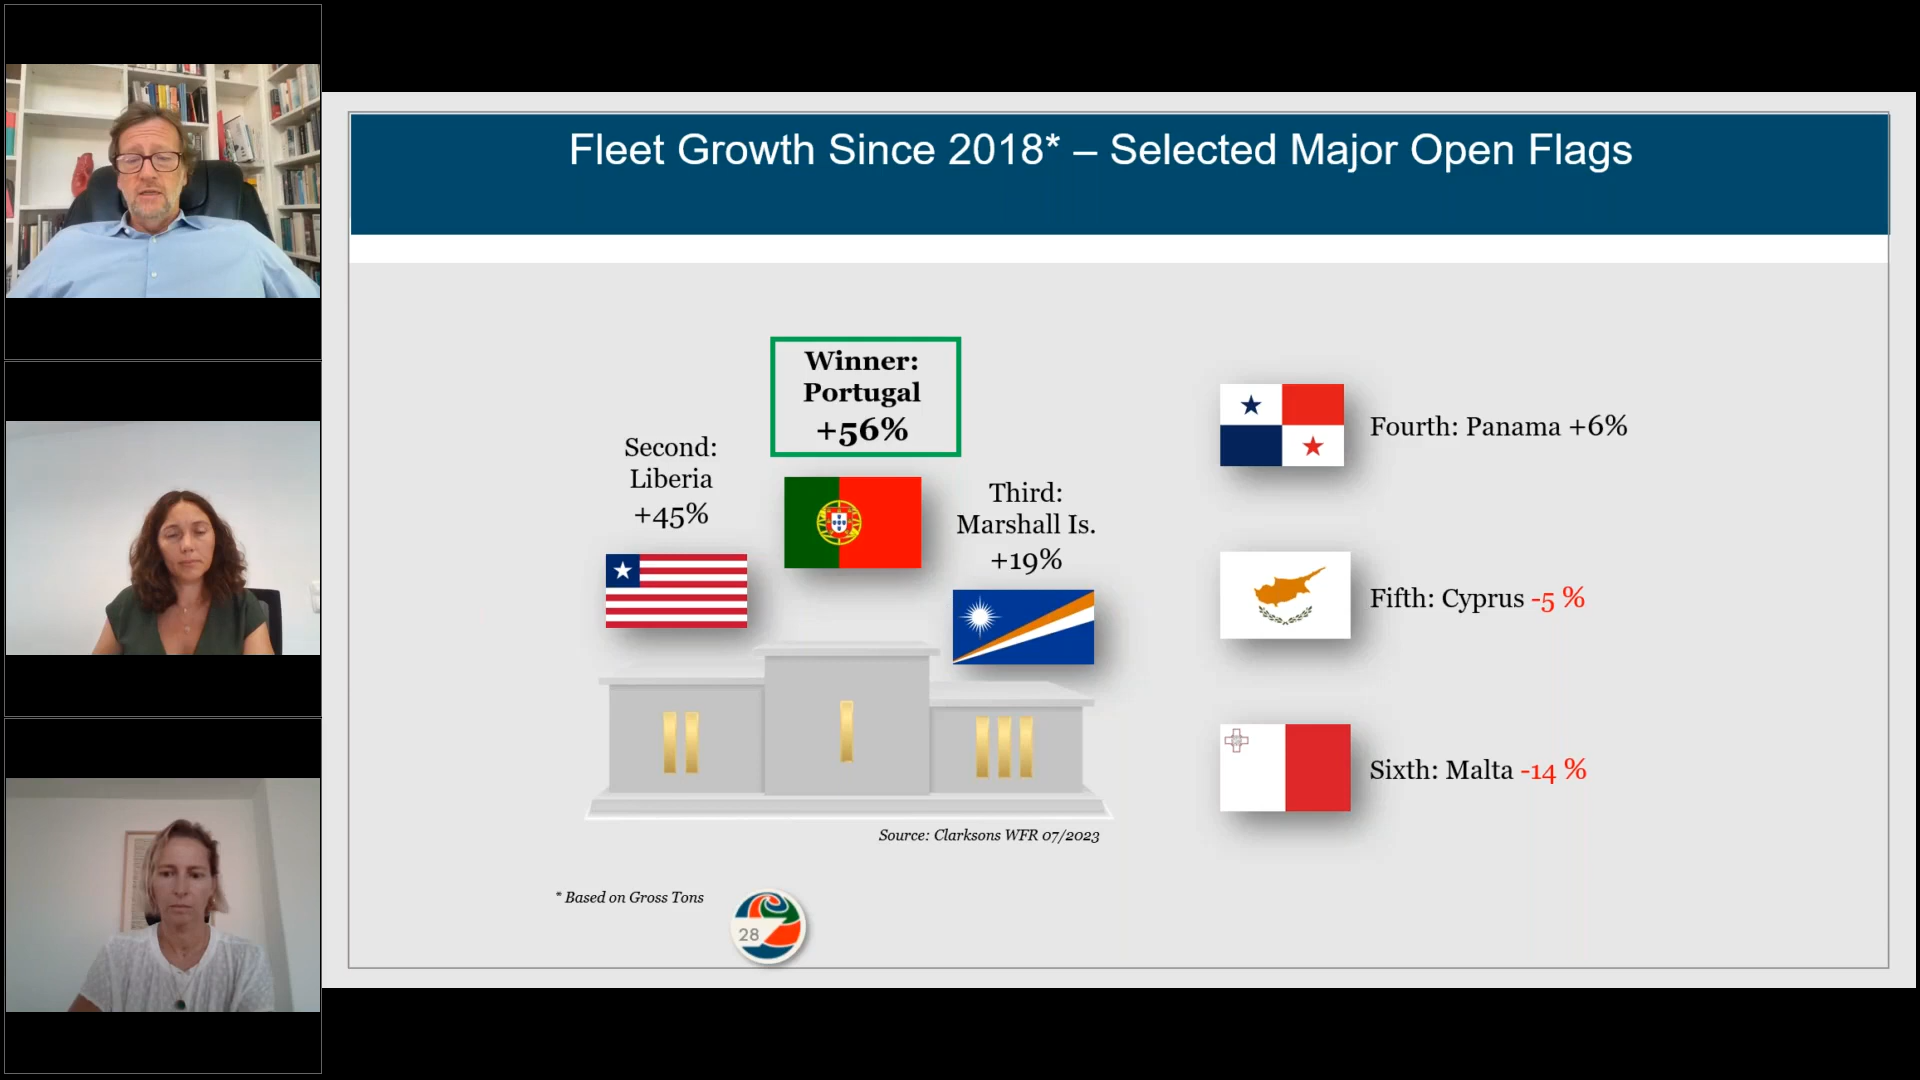 Fleet Growth Since 2018* – Selected Major Open Flags
Winner:
Portugal
+56%
Second:
Liberia
+45%
Third:
Marshall Is.
+19%
Fourth: Panama +6%
Fifth: Cyprus -5 %
Sixth: Malta -14 %
Source: Clarksons WFR 07/2023
* Based on Gross Tons
28